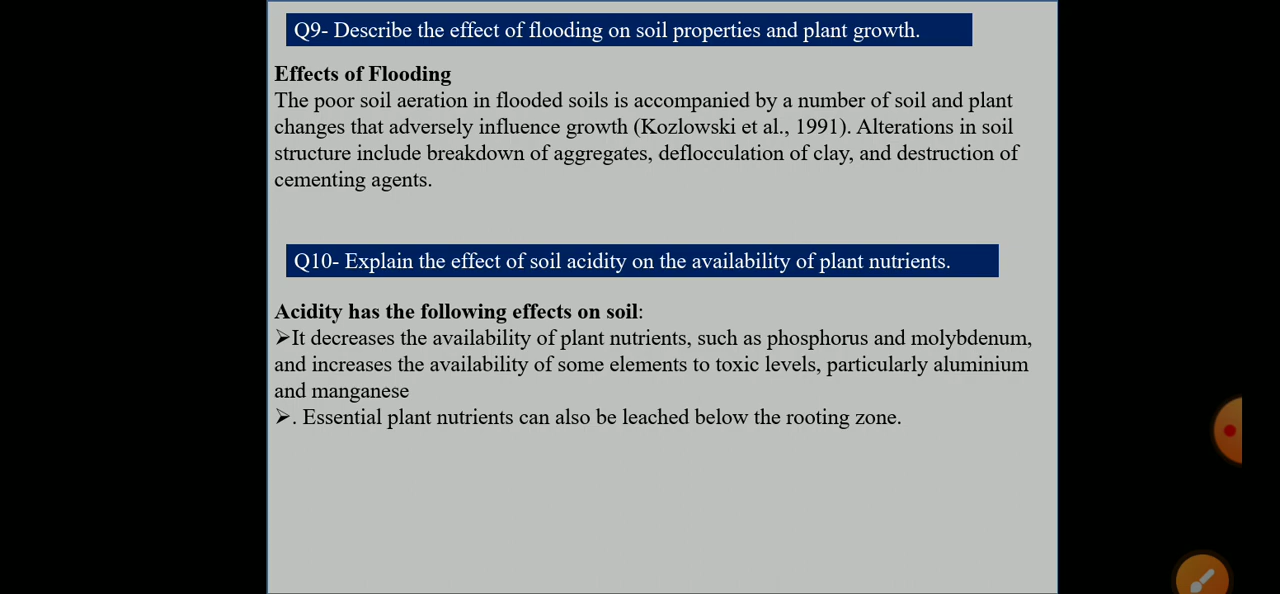 Q9- Describe the effect of flooding on soil properties and plant growth.
Effects of Flooding
The poor soil aeration in flooded soils is accompanied by a number of soil and plant
changes that adversely influence growth (Kozlowski et al., 1991). Alterations in soil
structure include breakdown of aggregates, deflocculation of clay, and destruction of
cementing agents.
Q10- Explain the effect of soil acidity on the availability of plant nutrients.
Acidity has the following effects on soil:
➢It decreases the availability of plant nutrients, such as phosphorus and molybdenum,
and increases the availability of some elements to toxic levels, particularly aluminium
and manganese
➢. Essential plant nutrients can also be leached below the rooting zone.